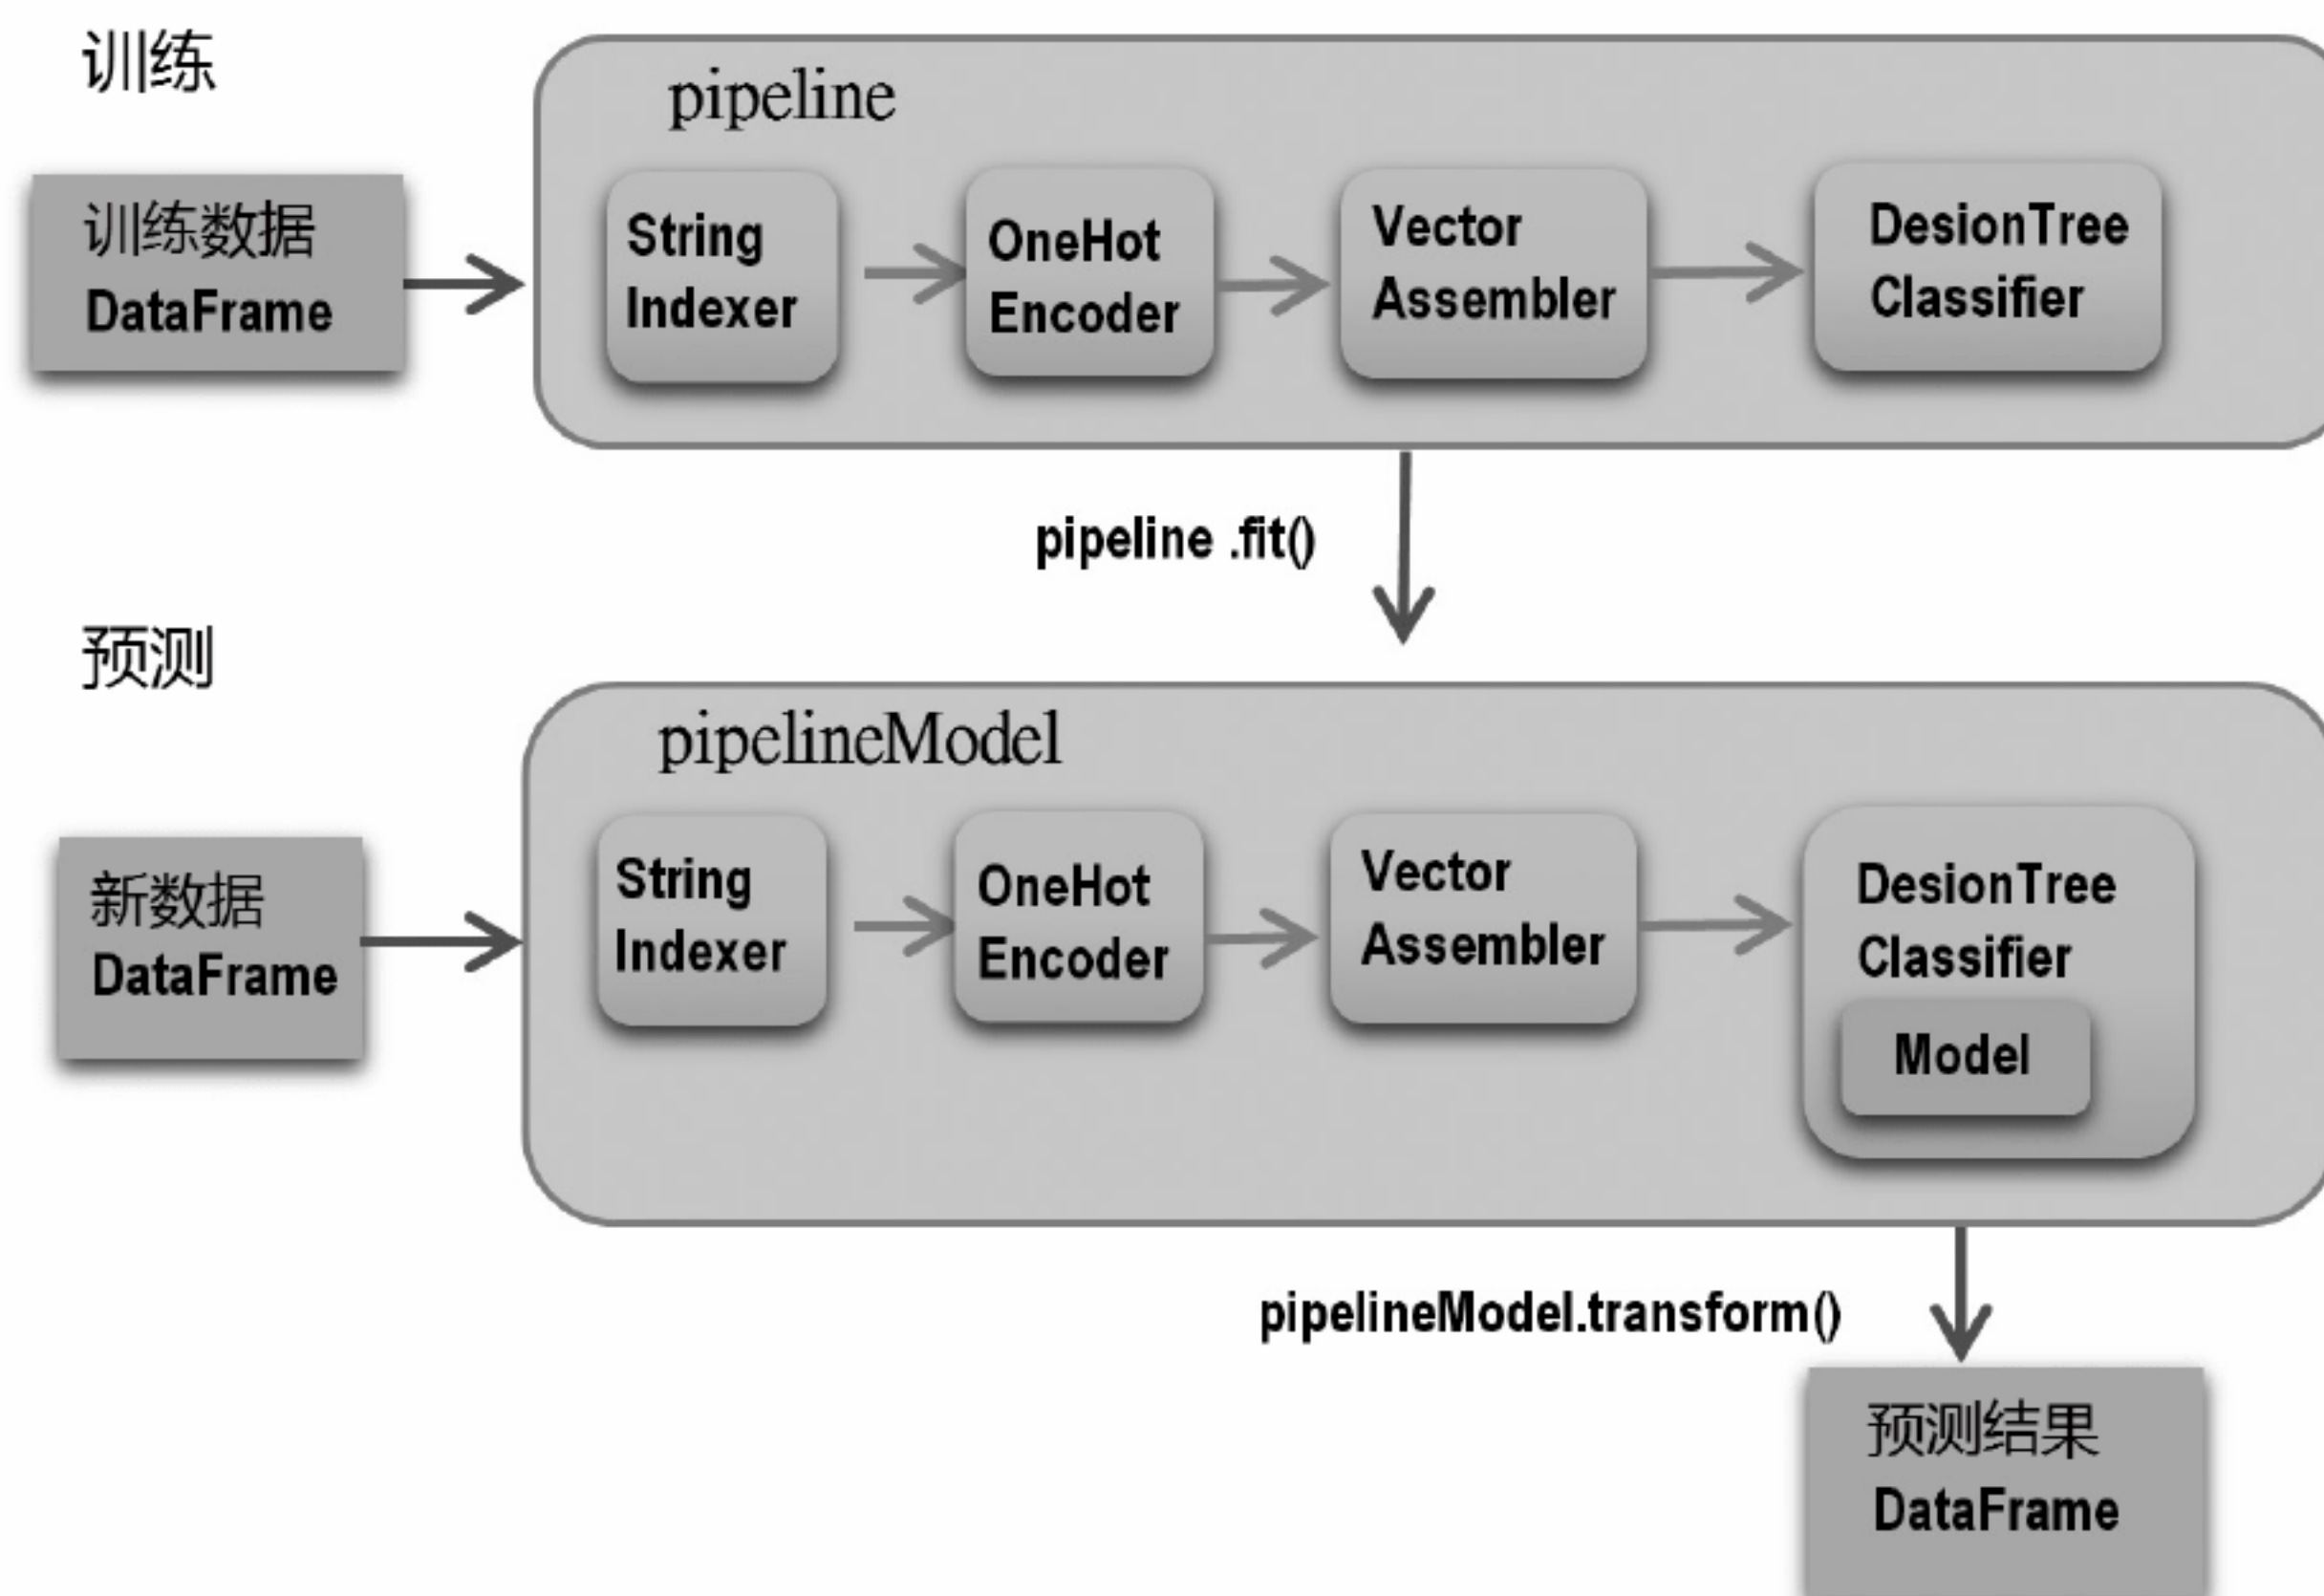 训练
pipeline
训练数据
DataFrame
String
Indexer
OneHot
Encoder
Vector
Assembler
DesionTree
Classifier
pipeline .fit()
预测
pipelineModel
新数据
DataFrame
String
Indexer
OneHot
Encoder
Vector
Assembler
DesionTree
Classifier
Model
pipelineModel.transform()
预测结果
DataFrame